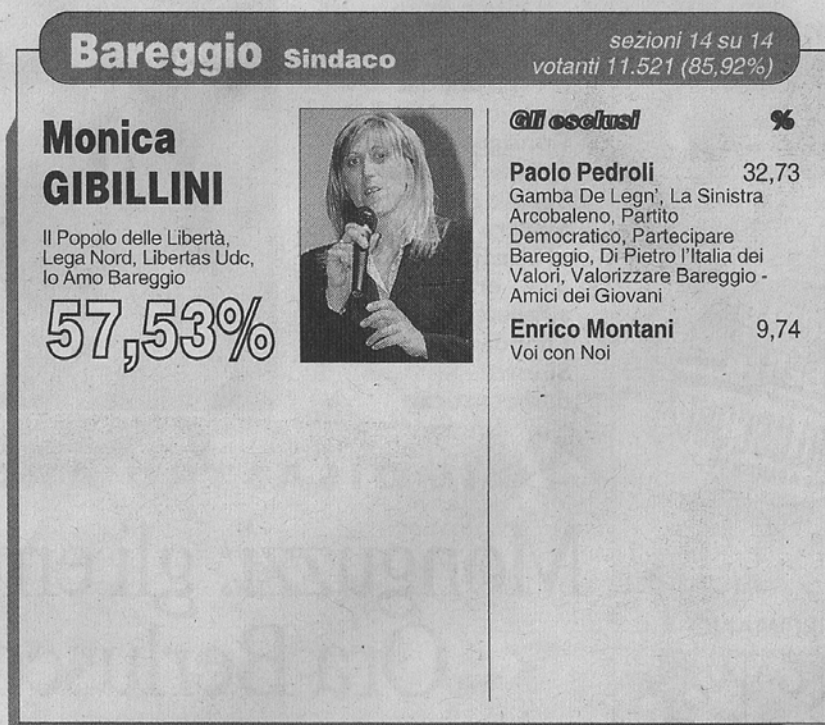 Bareggio Sindaco
sezioni 14 su 14
votanti 11.521 (85,92%)
Monica
GIBILLINI
Il Popolo delle Libertà,
Lega Nord, Libertas Udc,
Io Amo Bareggio
57,53%
Gli esclusi %
Paolo Pedroli 32,73
Gamba De Legn', La Sinistra
Arcobaleno, Partito
Democratico, Partecipare
Bareggio, Di Pietro l'Italia dei
Valori, Valorizzare Bareggio -
Amici dei Giovani
Enrico Montani 9,74
Voi con Noi